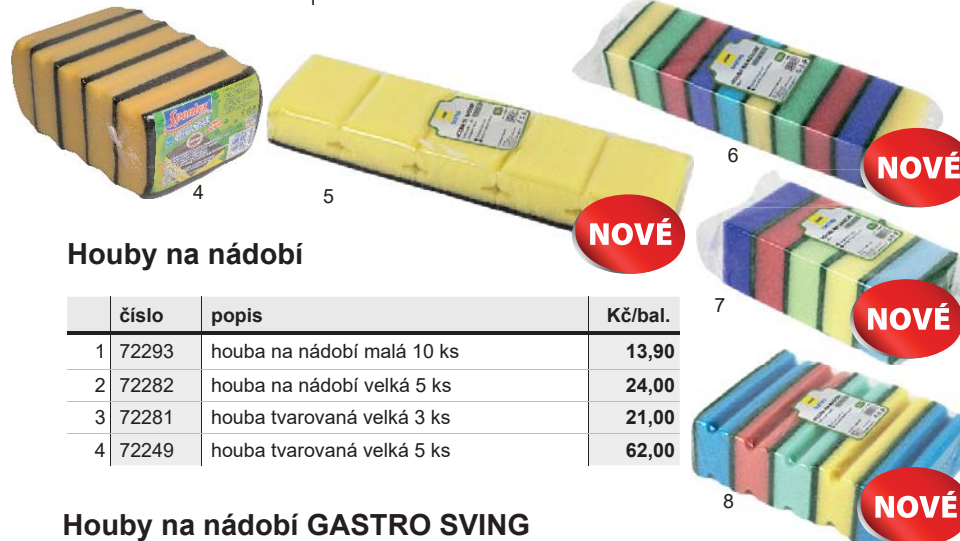 4
5
6
NOVÉ
NOVÉ
Houby na nádobí
7
NOVÉ
číslo popis Kč/bal.
1 72293 houba na nádobí malá 10 ks 13,90
2 72282 houba na nádobí velká 5 ks 24,00
3 72281 houba tvarovaná velká 3 ks 21,00
4 72249 houba tvarovaná velká 5 ks 62,00
8
NOVÉ
Houby na nádobí GASTRO SVING
Spontex